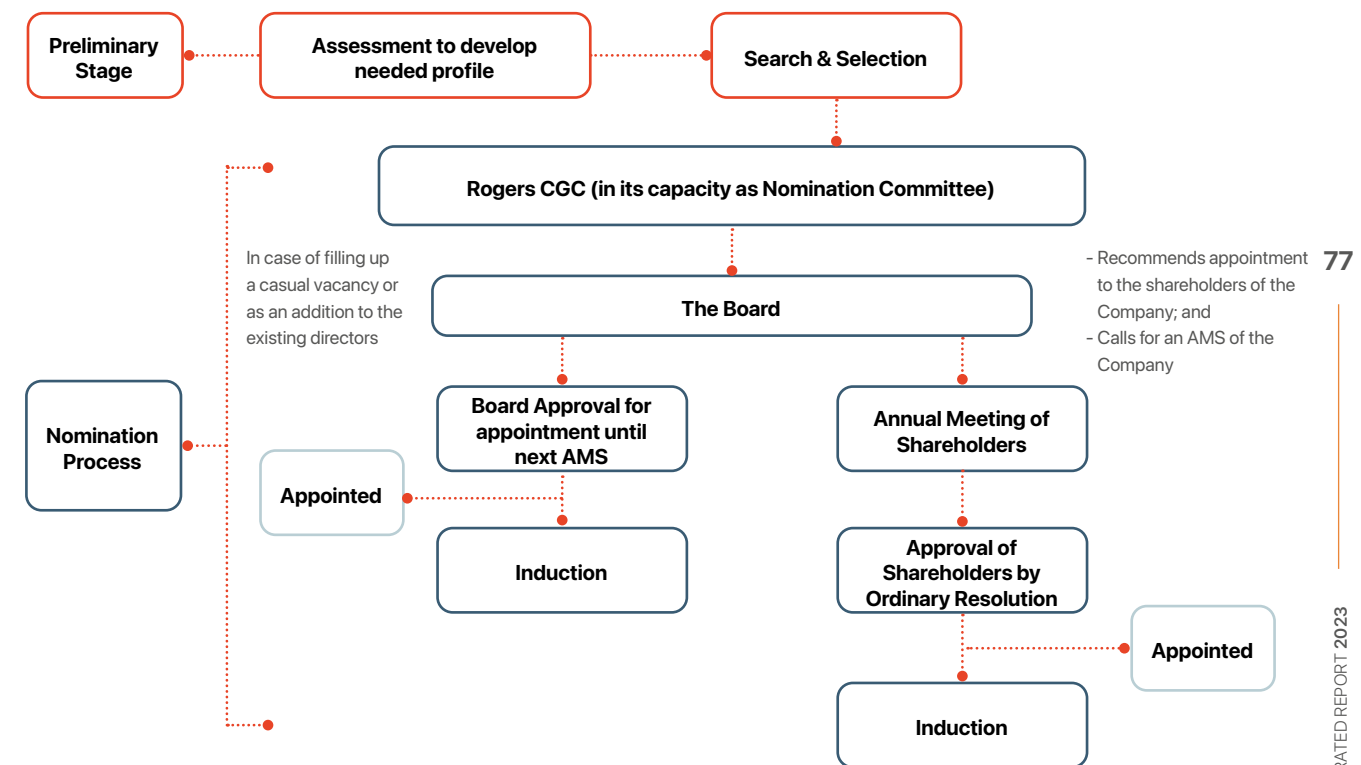 Preliminary
Stage
Assessment to develop
needed profile
Search & Selection
Rogers CGC (in its capacity as Nomination Committee)
In case of filling up
a casual vacancy or
as an addition to the
existing directors
The Board
- Recommends appointment
to the shareholders of the
Company; and
- Calls for an AMS of the
Company
77
Nomination
Process
Board Approval for
appointment until
next AMS
Annual Meeting of
Shareholders
Appointed
Induction
Approval of
Shareholders by
Ordinary Resolution
Appointed
Induction
REPORT 2023